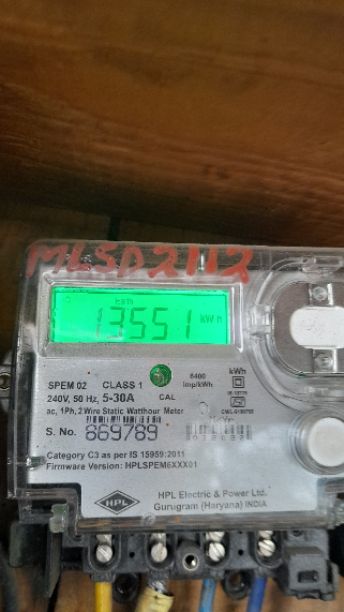 MLSD2112
kWh
13551 kWh
SPEM 02 CLASS 1
240V, 50 Hz, 5-30A
ac, 1Ph, 2 Wire Static Watthour Meter
CAL
6400
imp/kWh
kWh
S. No. 869789
Category C3 as per IS 15959:2011
Firmware Version: HPLSPEM6XXX01
HPL
HPL Electric & Power Ltd.
Gurugram (Haryana) INDIA